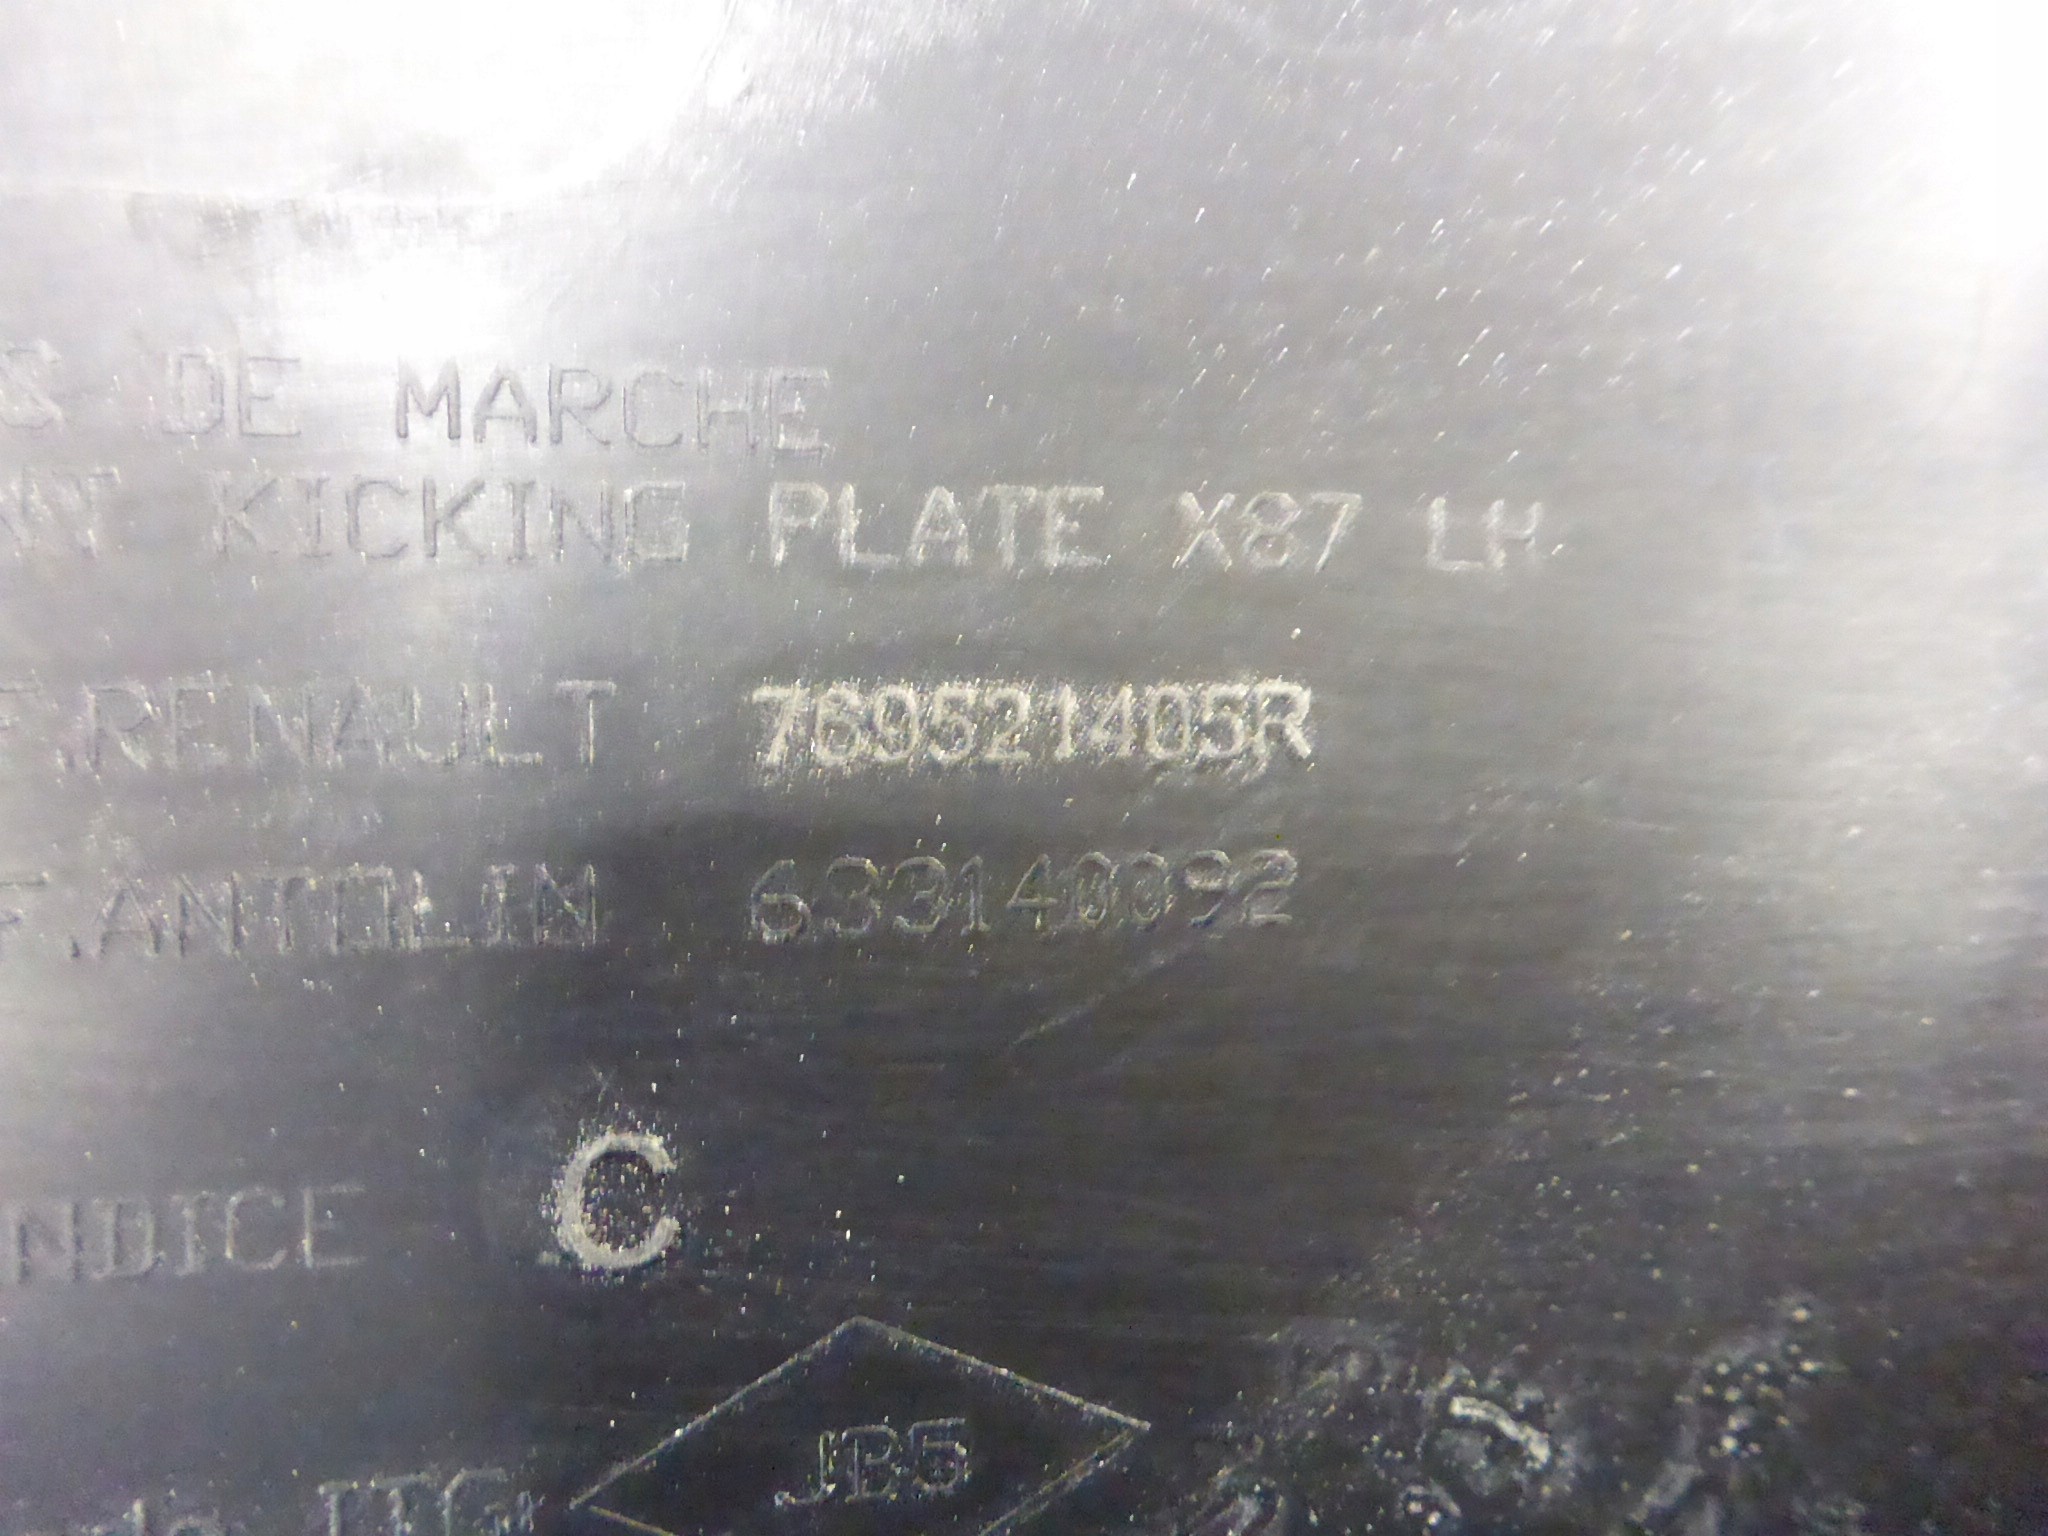 DE MARCHE
KICKING PLATE X87 LH
.RENAULT 769521405R
.ANTOLIN 633140092
NDICE C
JB5